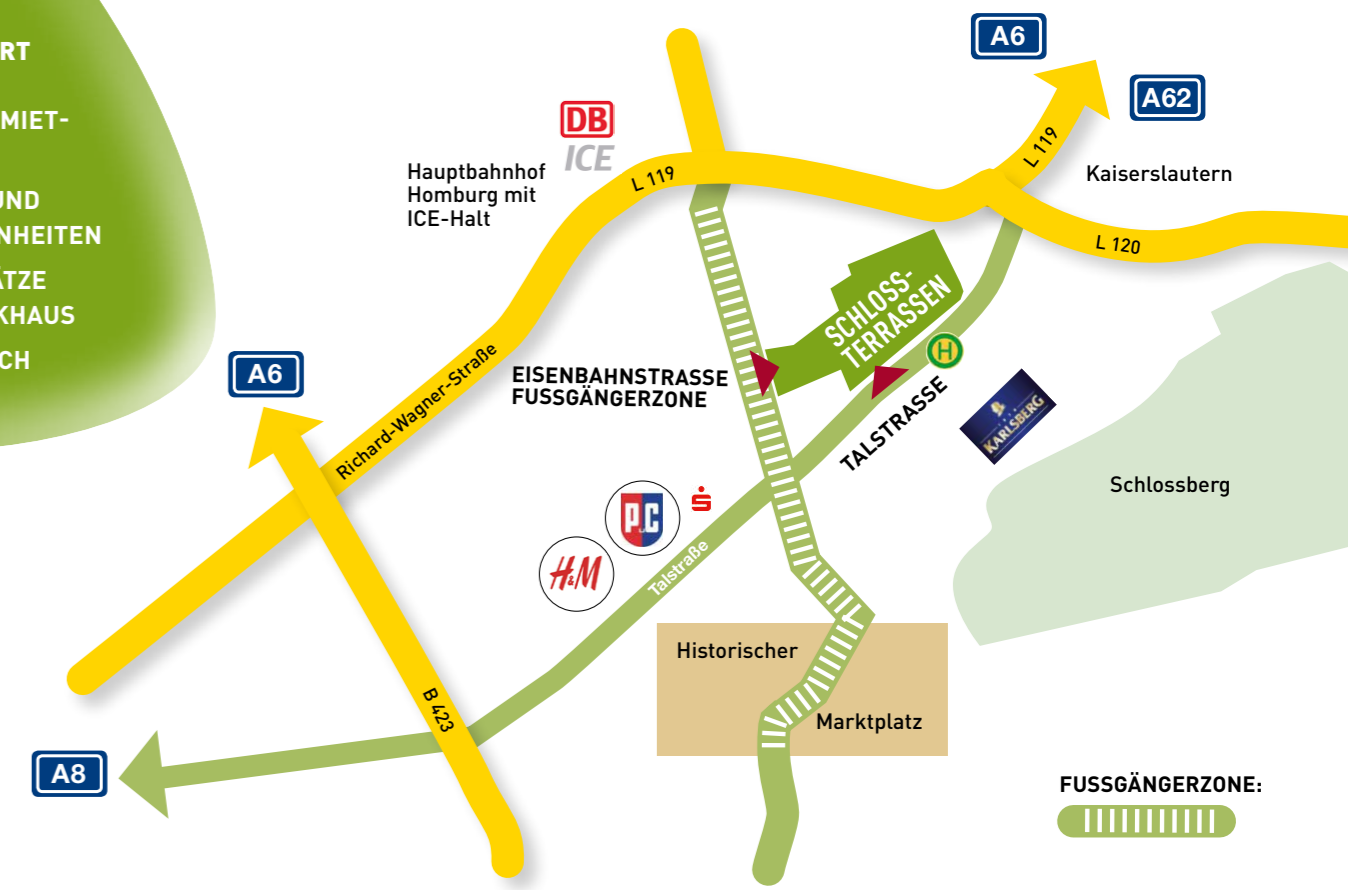 RT
MIET-
UND
NHEITEN
ÄTZE
KHAUS
CH
A6
A62
DB
ICE
Hauptbahnhof
Homburg mit
ICE-Halt
L 119
L 119
Kaiserslautern
L 120
SCHLOSS-
TERRASSEN
H
A6
Richard-Wagner-Straße
EISENBAHNSTRASSE
FUSSGÄNGERZONE
TALSTRASSE
KARLSBERG
Schlossberg
P&C
S
H&M
Talstraße
Historischer
Marktplatz
B 423
A8
FUSSGÄNGERZONE: